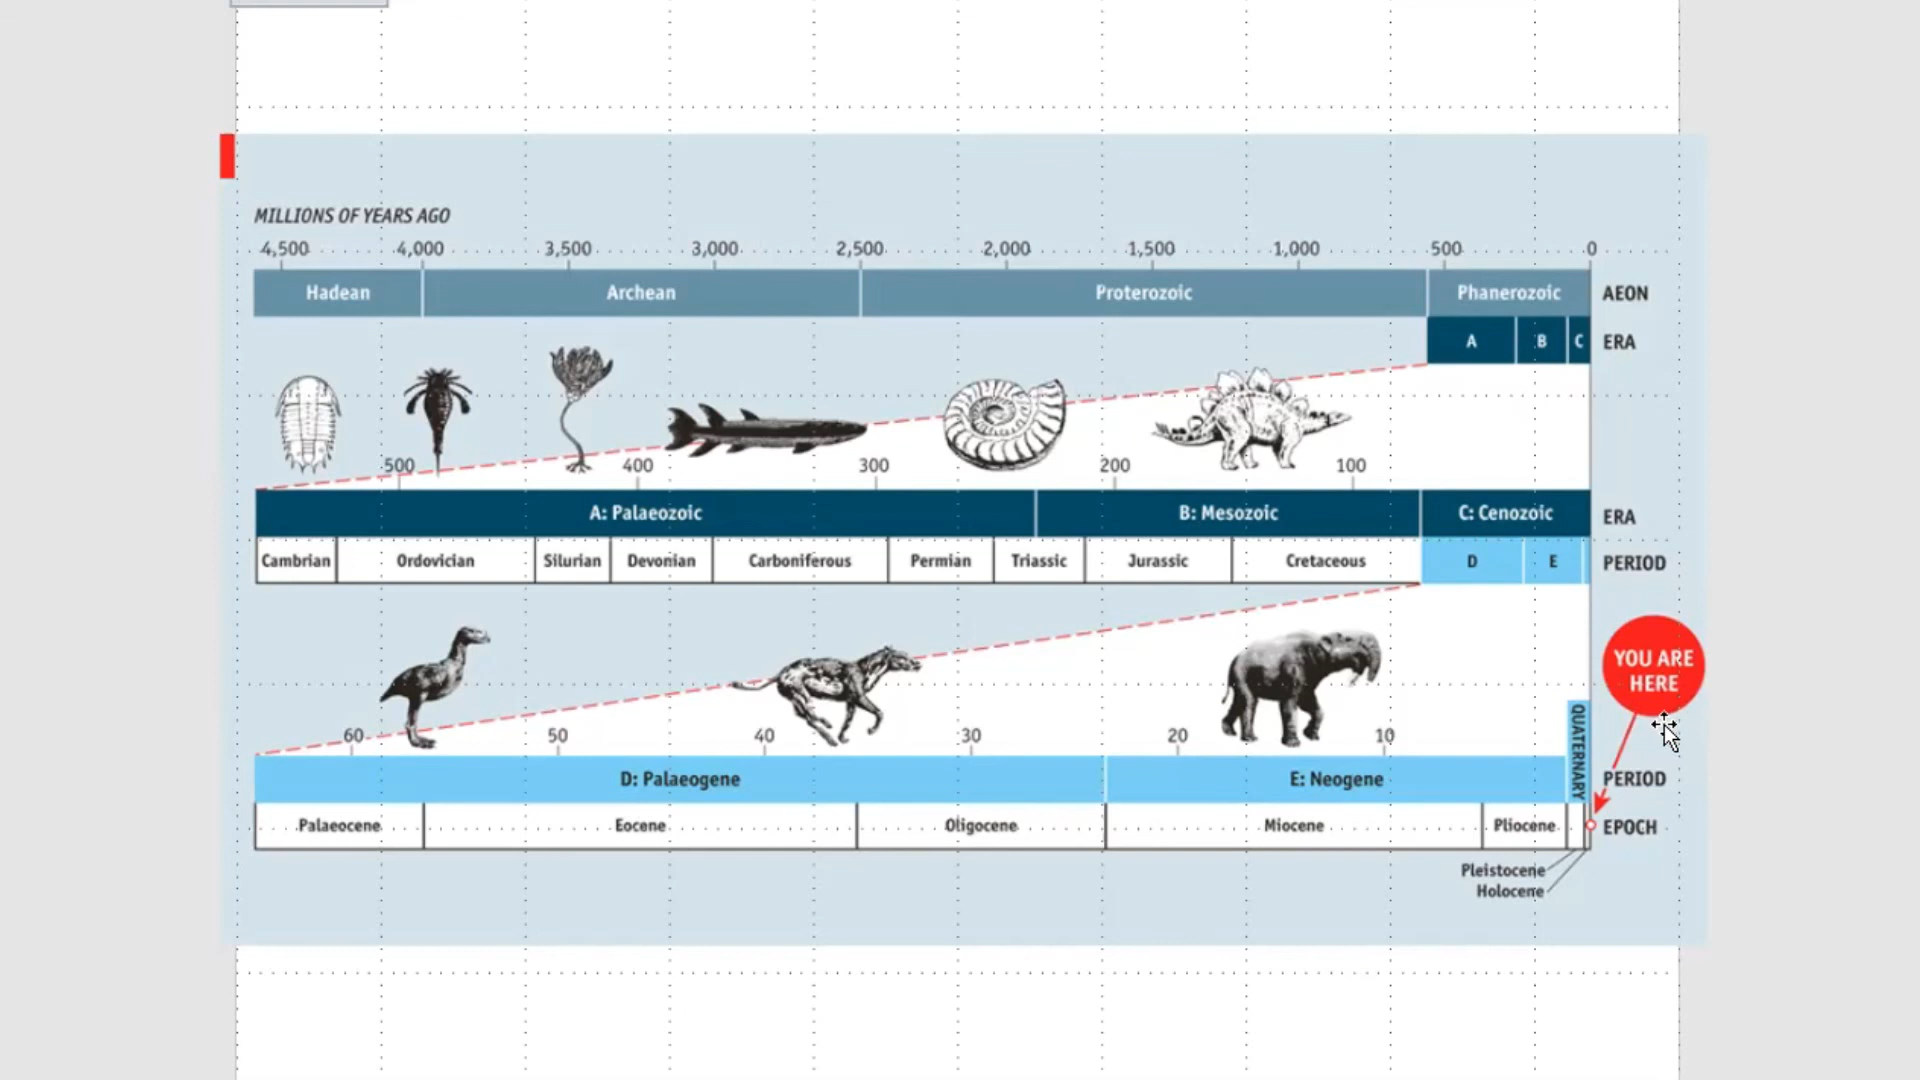 MILLIONS OF YEARS AGO
4,500 4,000 3,500 3,000 2,500 2,000 1,500 1,000 500 0
Hadean Archean Proterozoic Phanerozoic AEON
A B C ERA
500 400 300 200 100
A: Palaeozoic B: Mesozoic C: Cenozoic ERA
Cambrian Ordovician Silurian Devonian Carboniferous Permian Triassic Jurassic Cretaceous D E PERIOD
YOU ARE
HERE
60 50 40 30 20 10
QUATERNARY
D: Palaeogene E: Neogene PERIOD
Palaeocene Eocene Oligocene Miocene Pliocene EPOCH
Pleistocene
Holocene